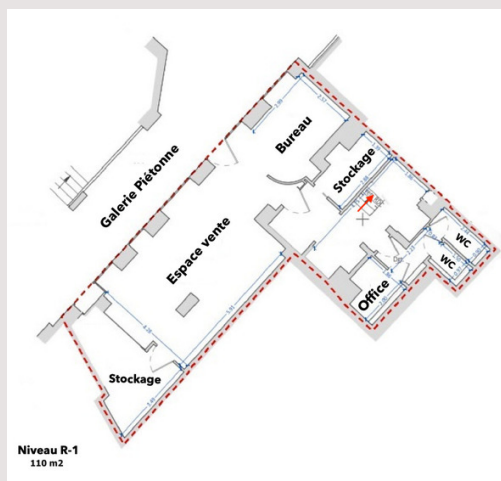 Galerie Piétonne
Bureau
Stockage
Espace vente
WC
WC
Office
Stockage
Niveau R-1
110 m2